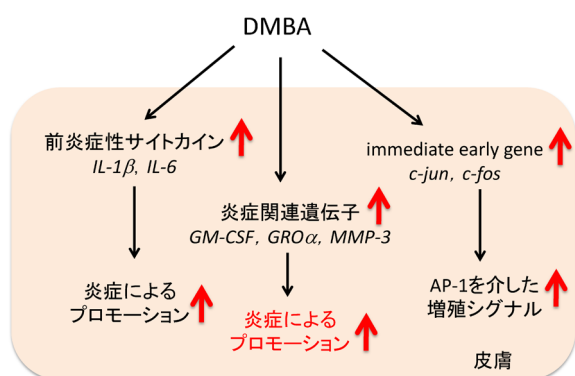 DMBA
前炎症性サイトカイン
IL-1β, IL-6
炎症による
プロモーション
炎症関連遺伝子
GM-CSF, GROα, MMP-3
炎症による
プロモーション
immediate early gene
c-jun, c-fos
AP-1を介した
増殖シグナル
皮膚